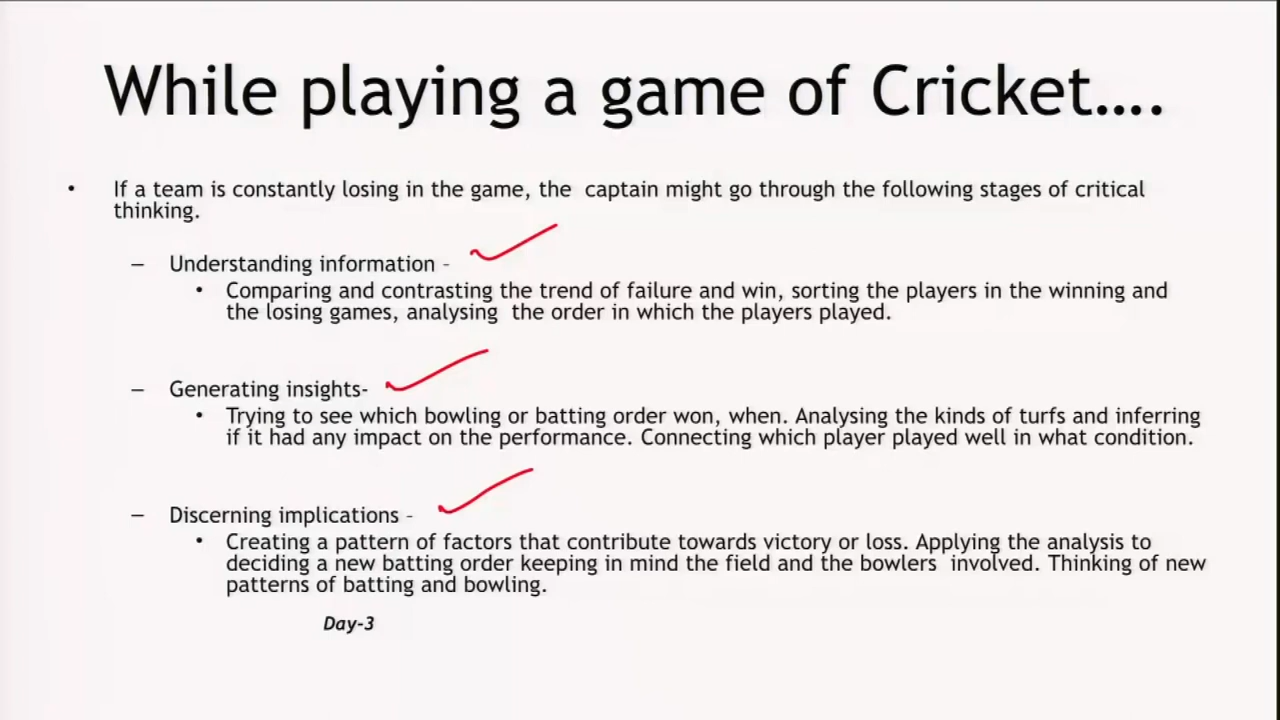 While playing a game of Cricket....
• If a team is constantly losing in the game, the captain might go through the following stages of critical
thinking.
– Understanding information –
• Comparing and contrasting the trend of failure and win, sorting the players in the winning and
the losing games, analysing the order in which the players played.
– Generating insights-
• Trying to see which bowling or batting order won, when. Analysing the kinds of turfs and inferring
if it had any impact on the performance. Connecting which player played well in what condition.
– Discerning implications –
• Creating a pattern of factors that contribute towards victory or loss. Applying the analysis to
deciding a new batting order keeping in mind the field and the bowlers involved. Thinking of new
patterns of batting and bowling.
Day-3